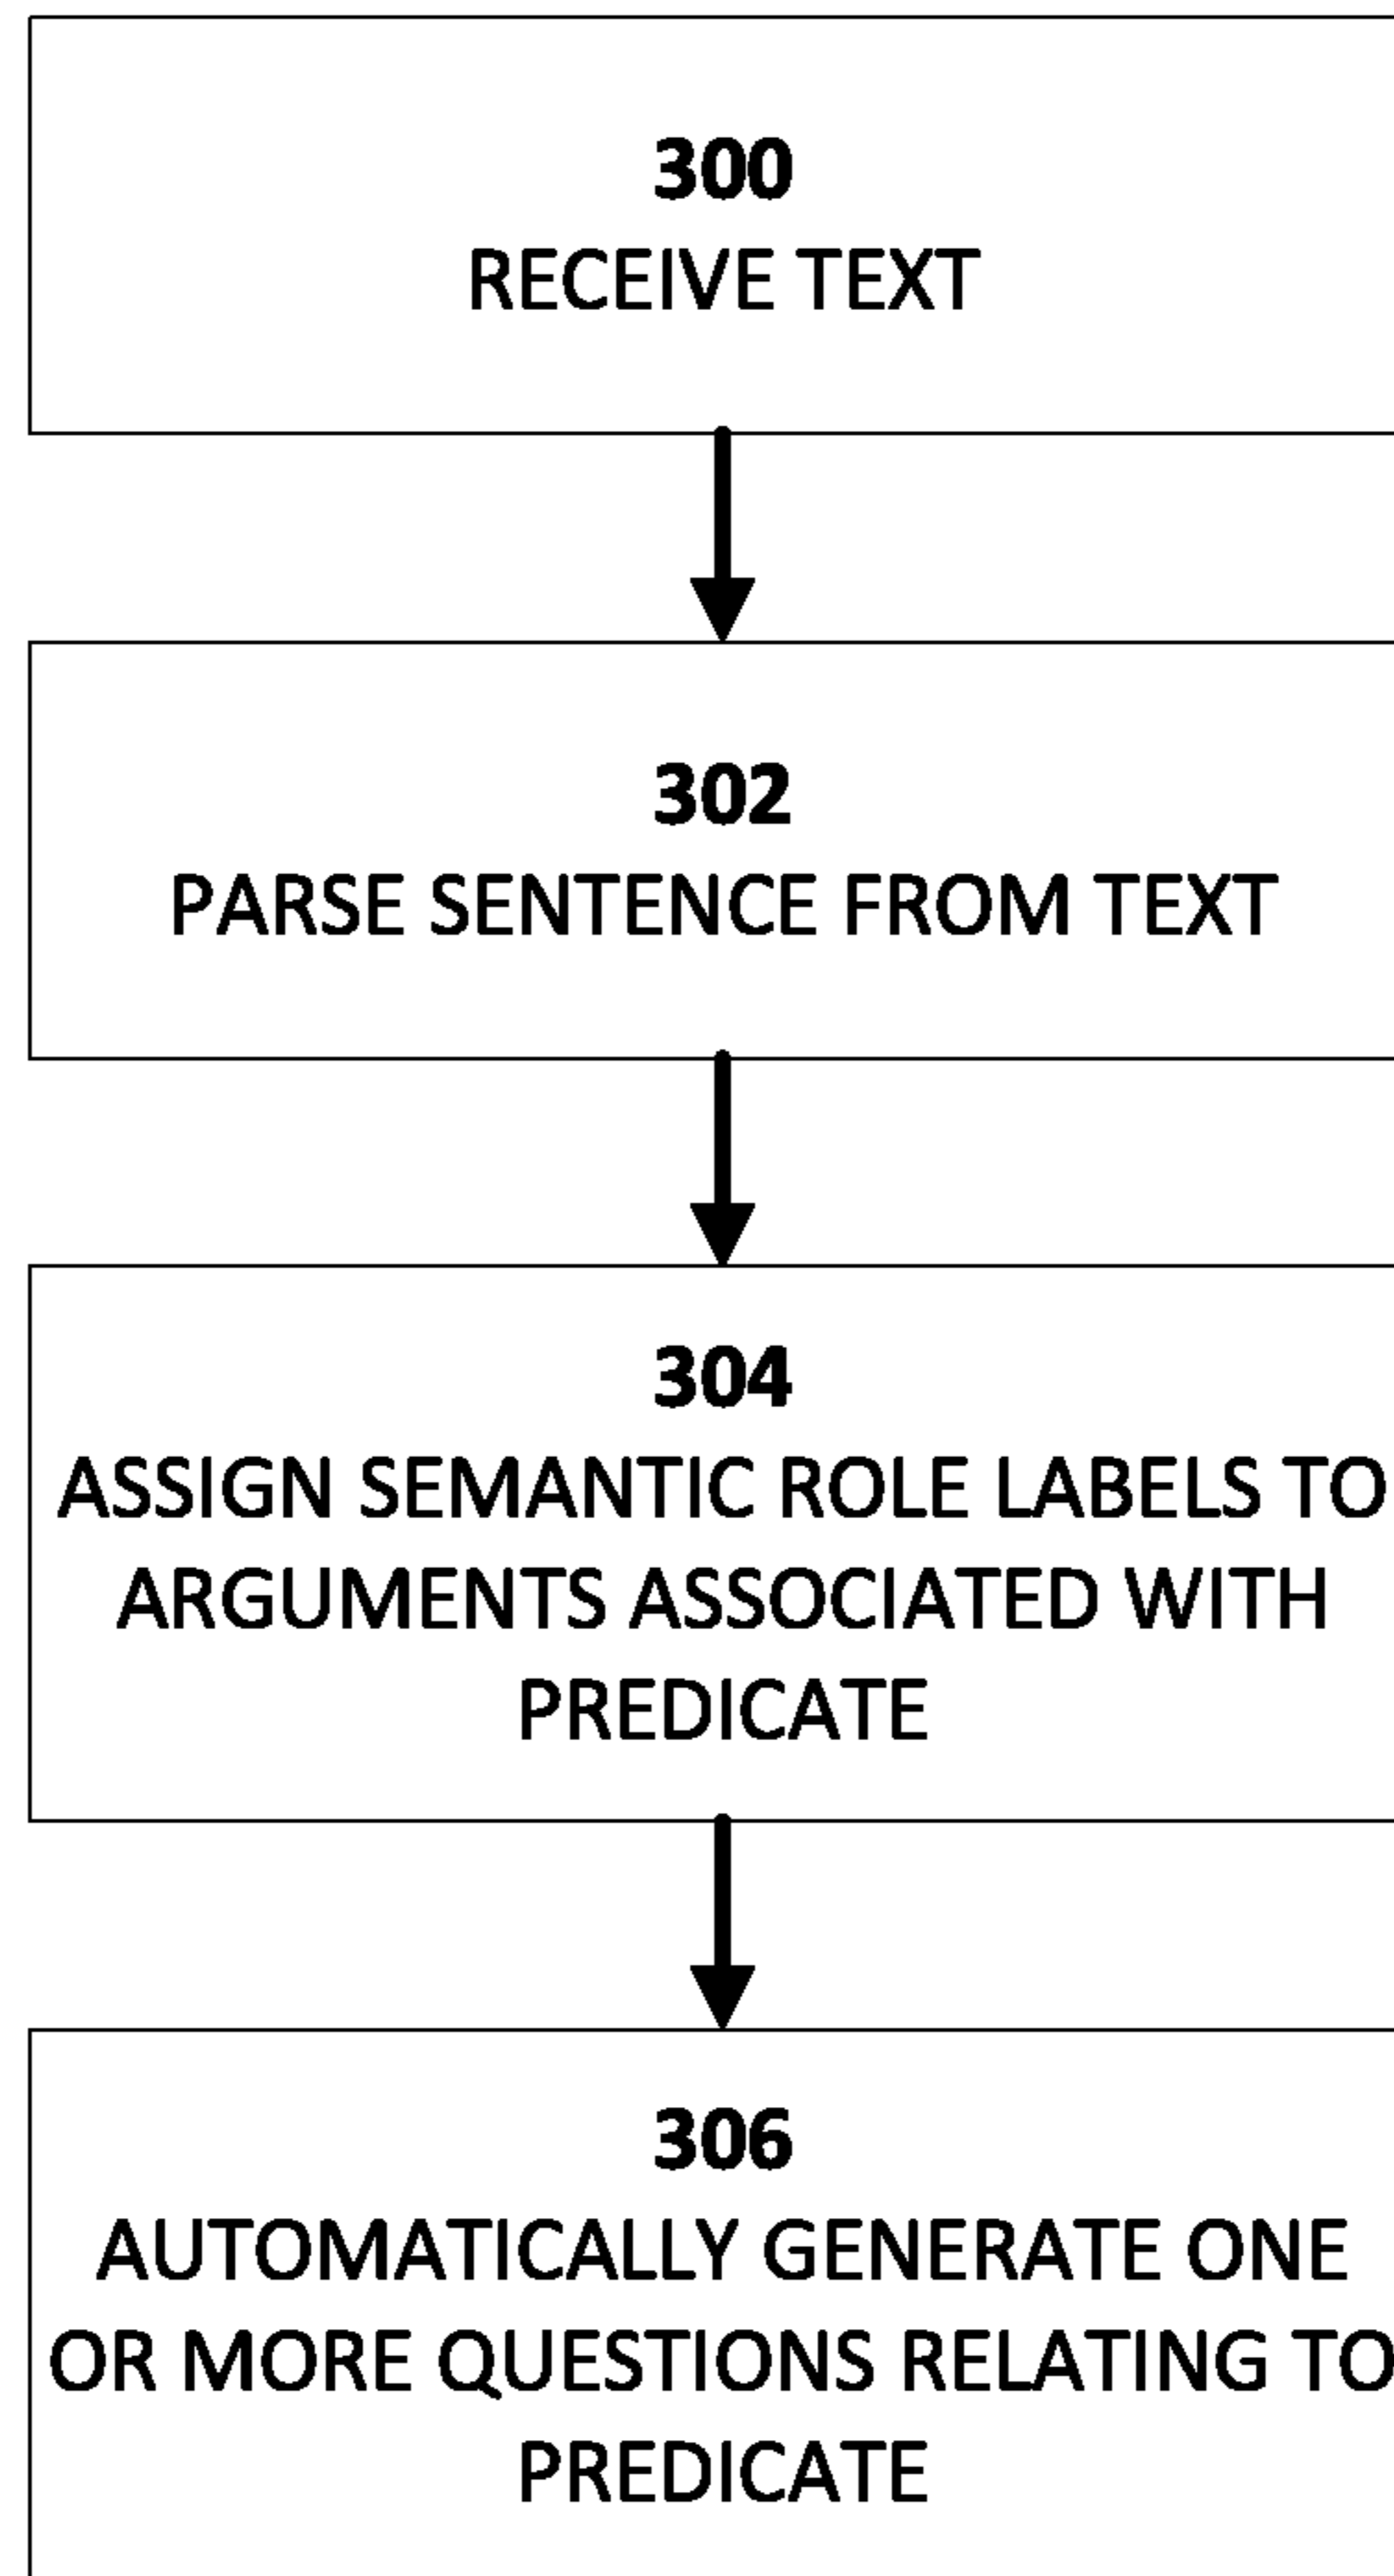 300
RECEIVE TEXT
302
PARSE SENTENCE FROM TEXT
304
ASSIGN SEMANTIC ROLE LABELS TO
ARGUMENTS ASSOCIATED WITH
PREDICATE
306
AUTOMATICALLY GENERATE ONE
OR MORE QUESTIONS RELATING TO
PREDICATE